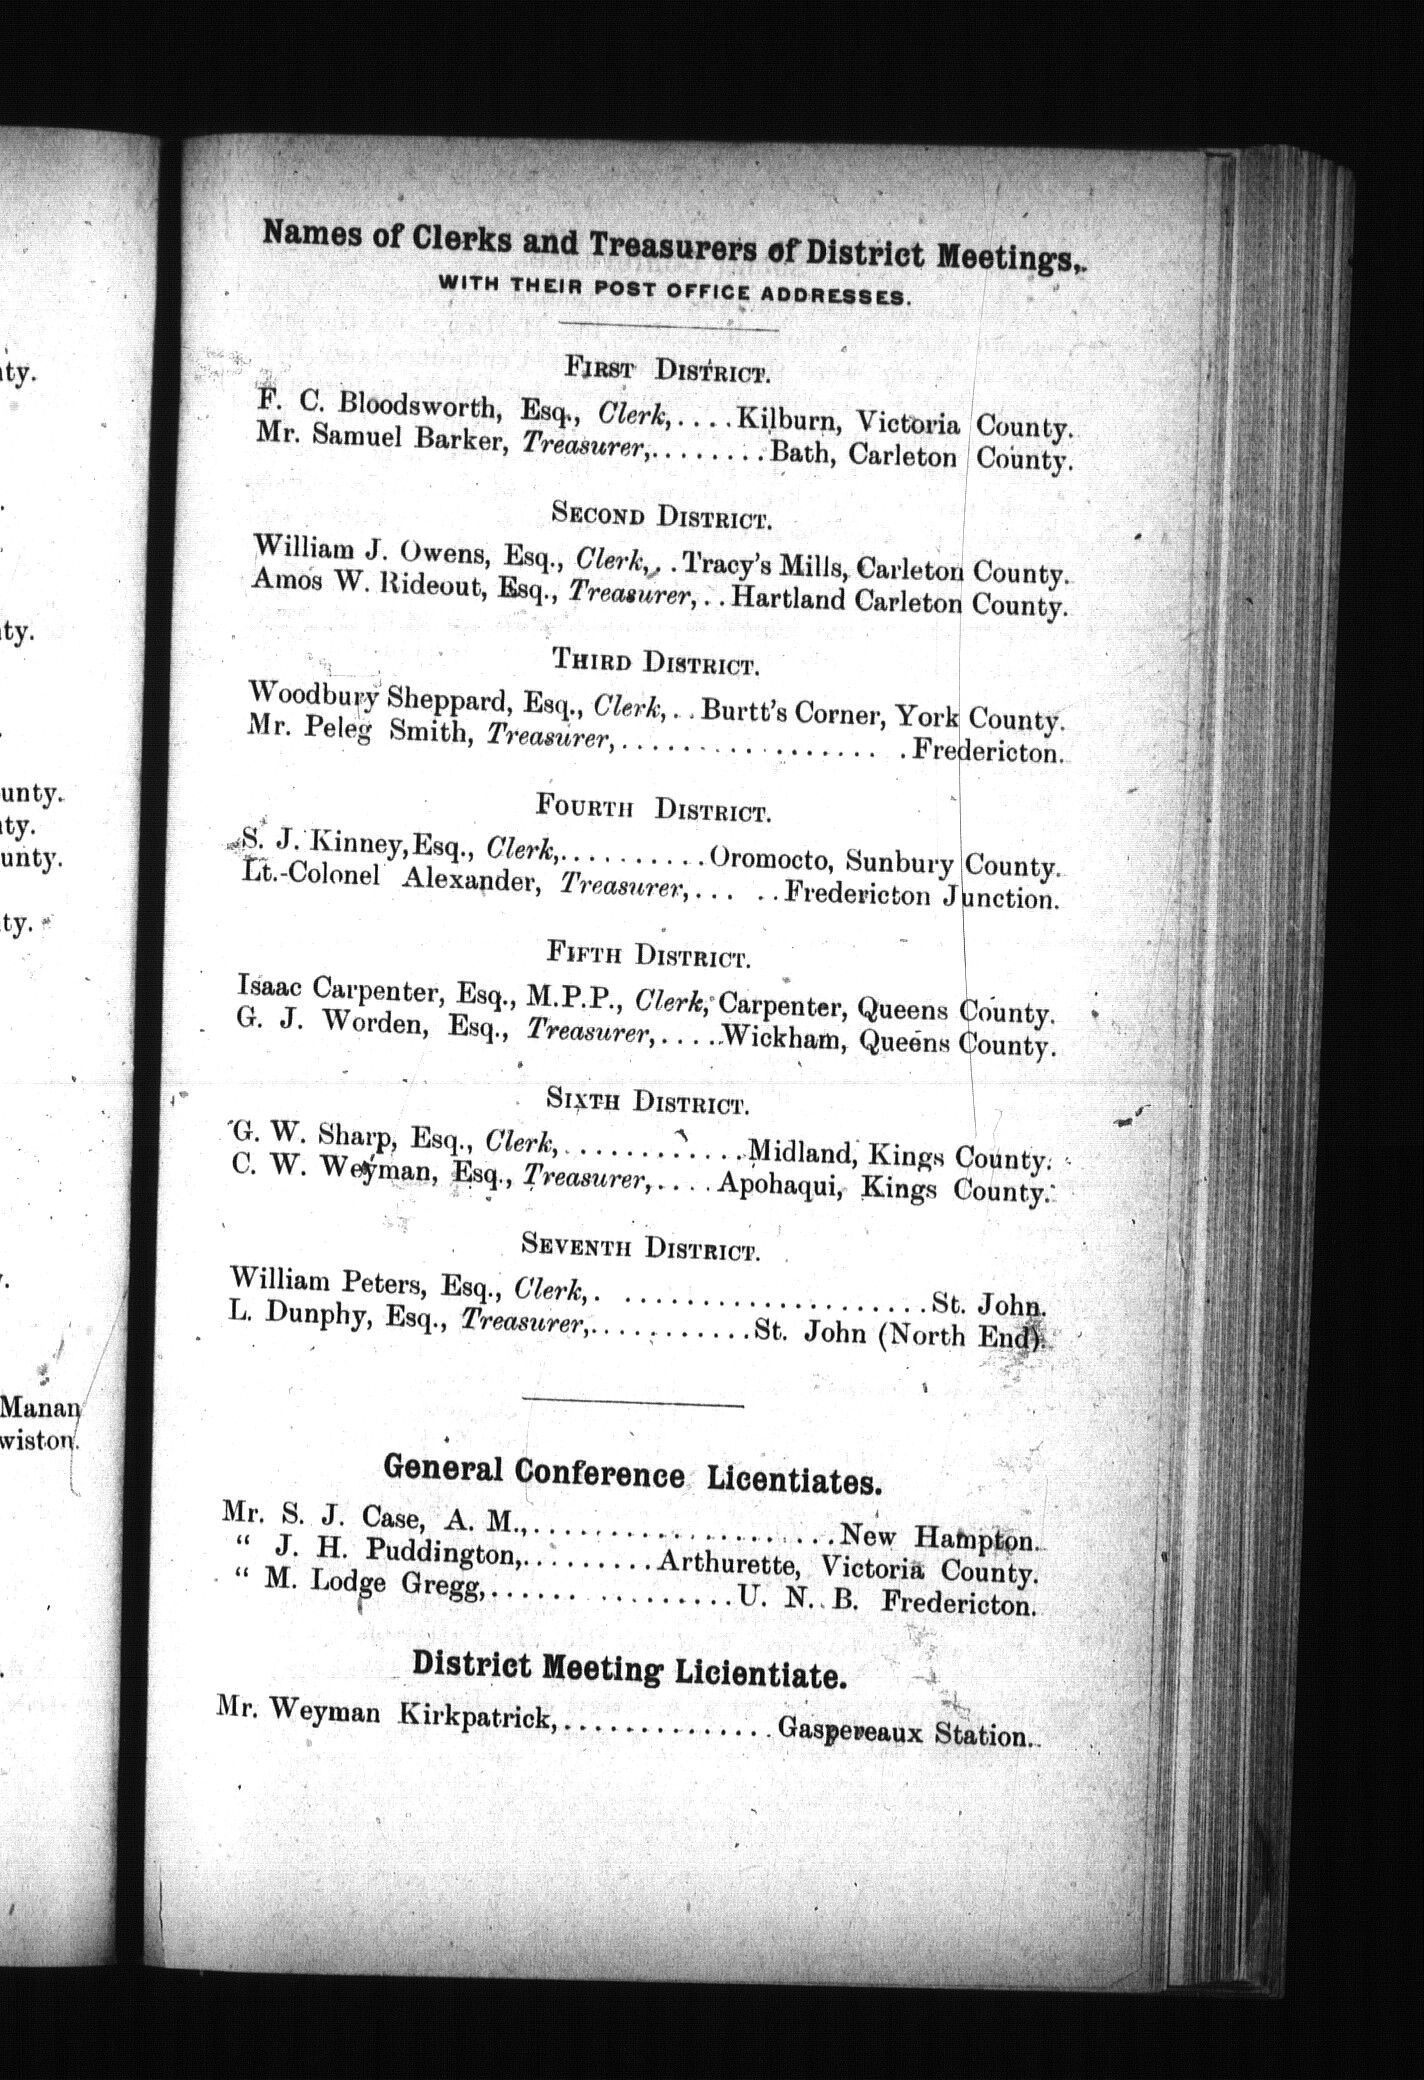 Names of Clerks and Treasurers of District Meetings,
WITH THEIR POST OFFICE ADDRESSES.
FIRST DISTRICT.
F. C. Bloodsworth, Esq., Clerk,....Kilburn, Victoria County.
Mr. Samuel Barker, Treasurer,........Bath, Carleton County.
SECOND DISTRICT.
William J. Owens, Esq., Clerk,..Tracy's Mills, Carleton County.
Amos W. Rideout, Esq., Treasurer,..Hartland Carleton County.
THIRD DISTRICT.
Woodbury Sheppard, Esq., Clerk,..Burtt's Corner, York County.
Mr. Peleg Smith, Treasurer,..................Fredericton.
FOURTH DISTRICT.
S. J. Kinney, Esq., Clerk,..........Oromocto, Sunbury County.
Lt.-Colonel Alexander, Treasurer,... ..Fredericton Junction.
FIFTH DISTRICT.
Isaac Carpenter, Esq., M.P.P., Clerk, Carpenter, Queens County.
G. J. Worden, Esq., Treasurer,.....Wickham, Queens County.
SIXTH DISTRICT.
G. W. Sharp, Esq., Clerk,............Midland, Kings County.
C. W. Weyman, Esq., Treasurer,....Apohaqui, Kings County.
SEVENTH DISTRICT.
William Peters, Esq., Clerk,. ....................St. John.
L. Dunphy, Esq., Treasurer,...........St. John (North End).
General Conference Licentiates.
Mr. S. J. Case, A. M.,....................New Hampton.
" J. H. Puddington,.........Arthurette, Victoria County.
" M. Lodge Gregg,...... .........U. N. B. Fredericton.
District Meeting Licientiate.
Mr. Weyman Kirkpatrick,..............Gaspereaux Station.
ty.
ty.
unty.
ty.
unty.
ty.
Manan
wiston.